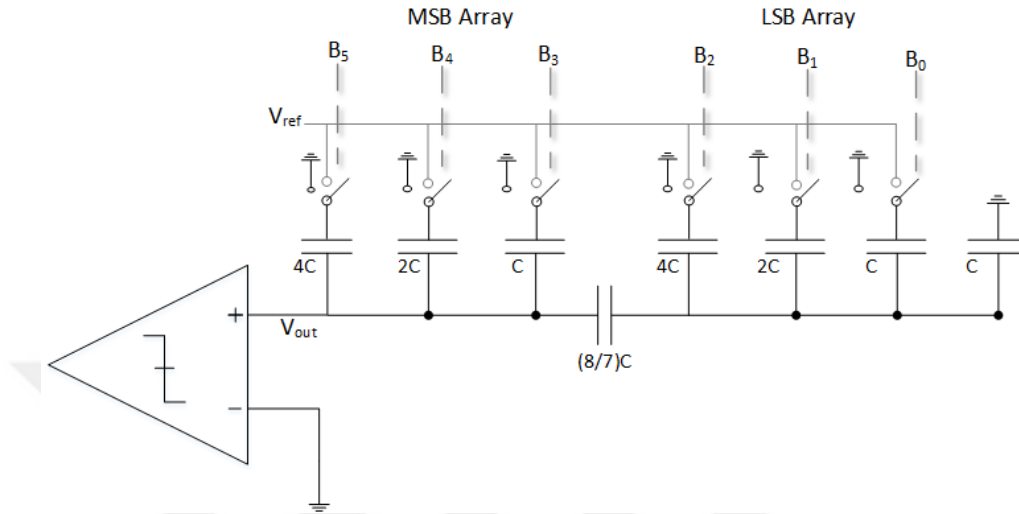 MSB Array
LSB Array
B₅ B₄ B₃ B₂ B₁ B₀
Vref
4C 2C C 4C 2C C C
+
Vout
(8/7)C
−